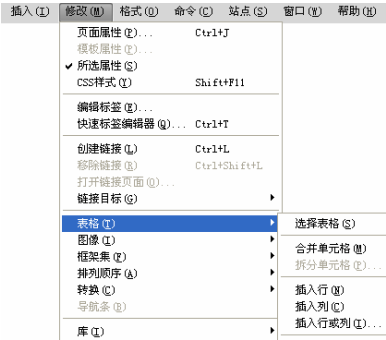 插入(I) 修改(M) 格式(O) 命令(C) 站点(S) 窗口(W) 帮助(H)
页面属性(P)... Ctrl+J
模板属性(P)...
✔ 所选属性(S)
CSS样式(Y) Shift+F11
编辑标签(E)...
快速标签编辑器(Q)... Ctrl+T
创建链接(L) Ctrl+L
移除链接(R) Ctrl+Shift+L
打开链接页面(O)...
链接目标(G)
表格(T) 选择表格(S)
图像(I)
合并单元格(M)
框架集(F) 拆分单元格(P)...
排列顺序(A)
转换(C) 插入行(N)
导航条(B) 插入列(C)
插入行或列(I)...
库(I)